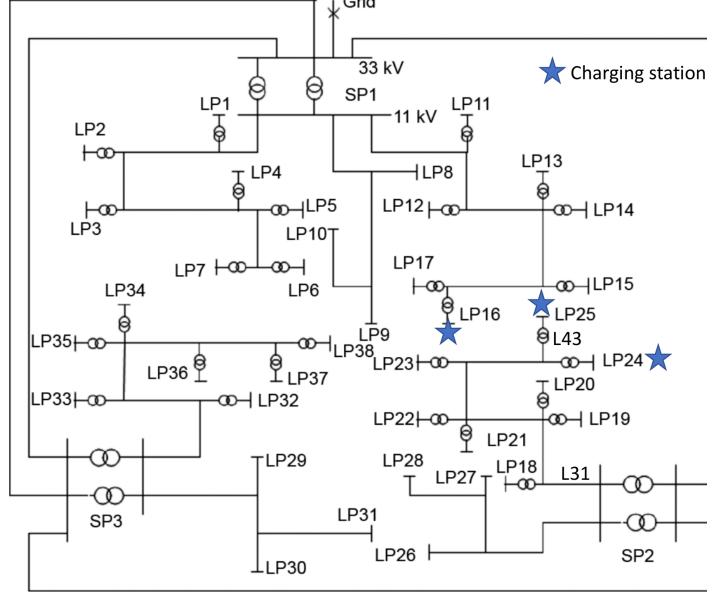 Grid
33 kV
Charging station
SP1
LP1
11 kV
LP11
LP2
LP4
LP8
LP13
LP3
LP5
LP12
LP14
LP10
LP7
LP6
LP17
LP15
LP34
LP16
LP25
LP9
L43
LP35
LP38
LP36
LP37
LP23
LP24
LP33
LP32
LP20
LP22
LP19
LP21
LP29
LP28
LP27
LP18
L31
SP3
LP31
LP26
SP2
LP30